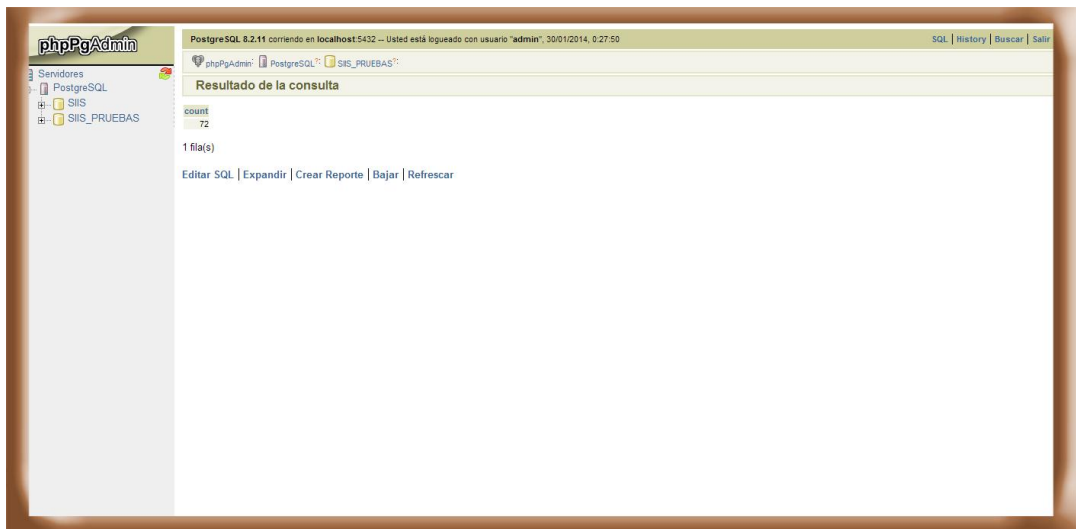 phpPgAdmin
Servidores
PostgreSQL
SIIS
SIIS_PRUEBAS
PostgreSQL 8.2.11 corriendo en localhost:5432 -- Usted está logueado con usuario "admin", 30/01/2014, 0:27:50
SQL | History | Buscar | Salir
phpPgAdmin: PostgreSQL?: SIIS_PRUEBAS?:
Resultado de la consulta
count
72
1 fila(s)
Editar SQL | Expandir | Crear Reporte | Bajar | Refrescar